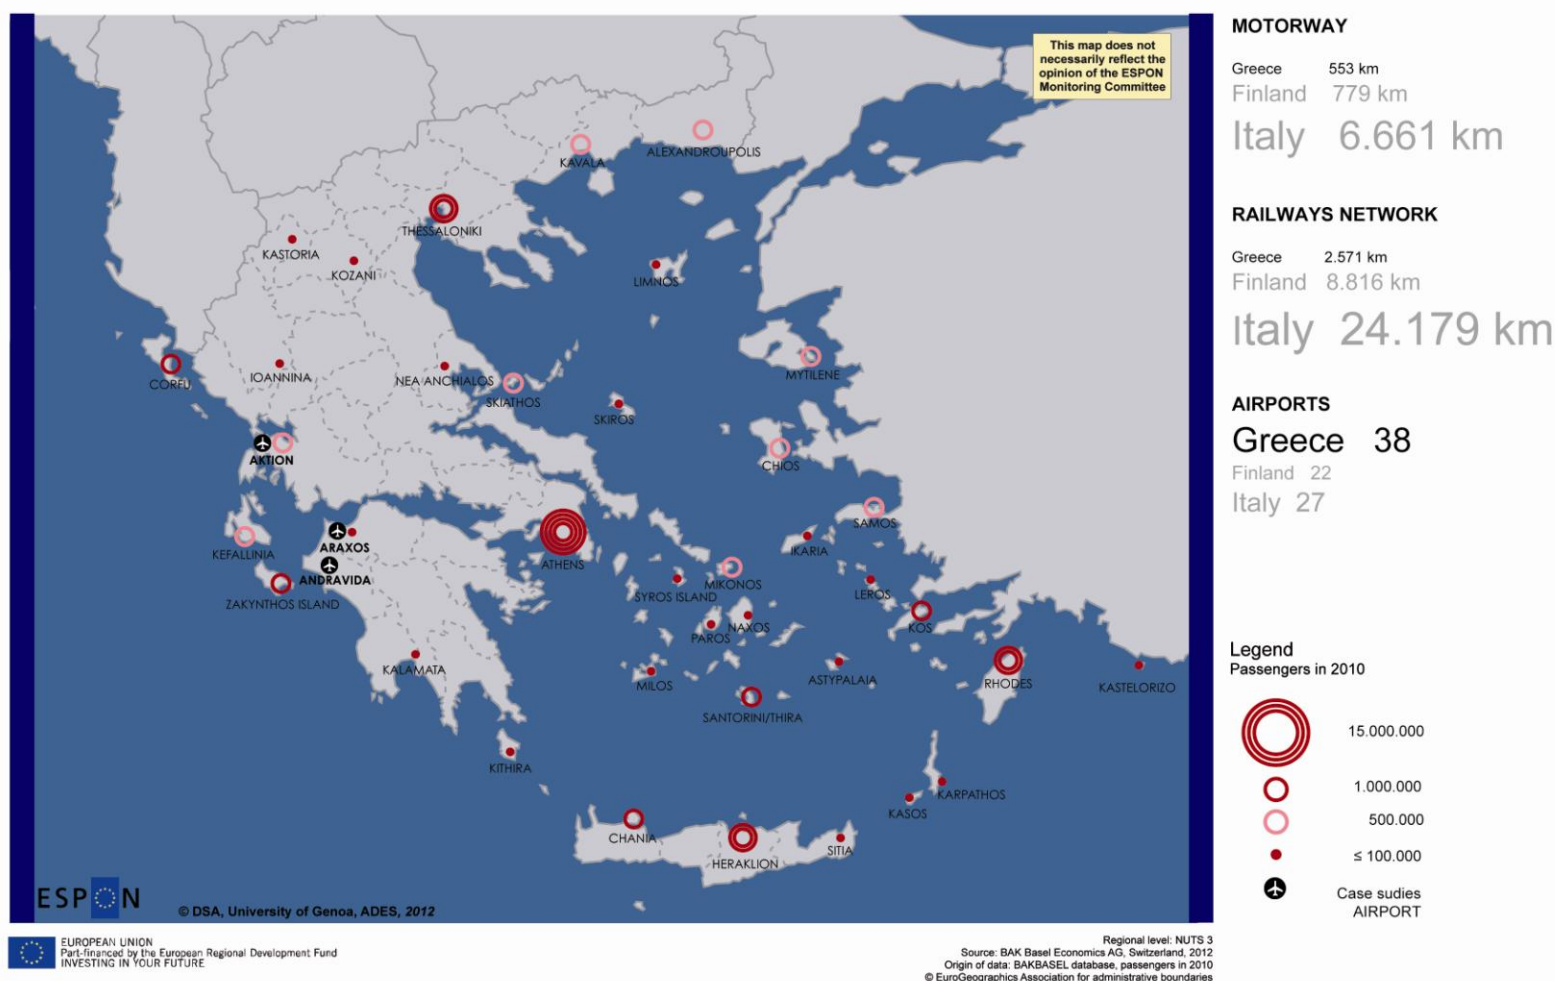 This map does not
necessarily reflect the
opinion of the ESPON
Monitoring Committee
KAVALA
ALEXANDROUPOLIS
THESSALONIKI
KASTORIA
KOZANI
LIMNOS
CORFU
IOANNINA
NEA ANCHIALOS
SKIATHOS
MYTILENE
SKIROS
AKTION
CHIOS
KEFALLINIA
ARAXOS
ATHENS
SAMOS
IKARIA
ANDRAVIDA
ZAKYNTHOS ISLAND
SYROS ISLAND
MIKONOS
LEROS
PAROS
NAXOS
KOS
KALAMATA
MILOS
ASTYPALAIA
RHODES
KASTELORIZO
SANTORINI/THIRA
KITHIRA
KARPATHOS
KASOS
CHANIA
HERAKLION
SITIA
ESPON
© DSA, University of Genoa, ADES, 2012
MOTORWAY
Greece 553 km
Finland 779 km
Italy 6.661 km
RAILWAYS NETWORK
Greece 2.571 km
Finland 8.816 km
Italy 24.179 km
AIRPORTS
Greece 38
Finland 22
Italy 27
Legend
Passengers in 2010
15.000.000
1.000.000
500.000
≤ 100.000
Case sudies
AIRPORT
EUROPEAN UNION
Part-financed by the European Regional Development Fund
INVESTING IN YOUR FUTURE
Regional level: NUTS 3
Source: BAK Basel Economics AG, Switzerland, 2012
Origin of data: BAKBASEL database, passengers in 2010
© EuroGeographics Association for administrative boundaries